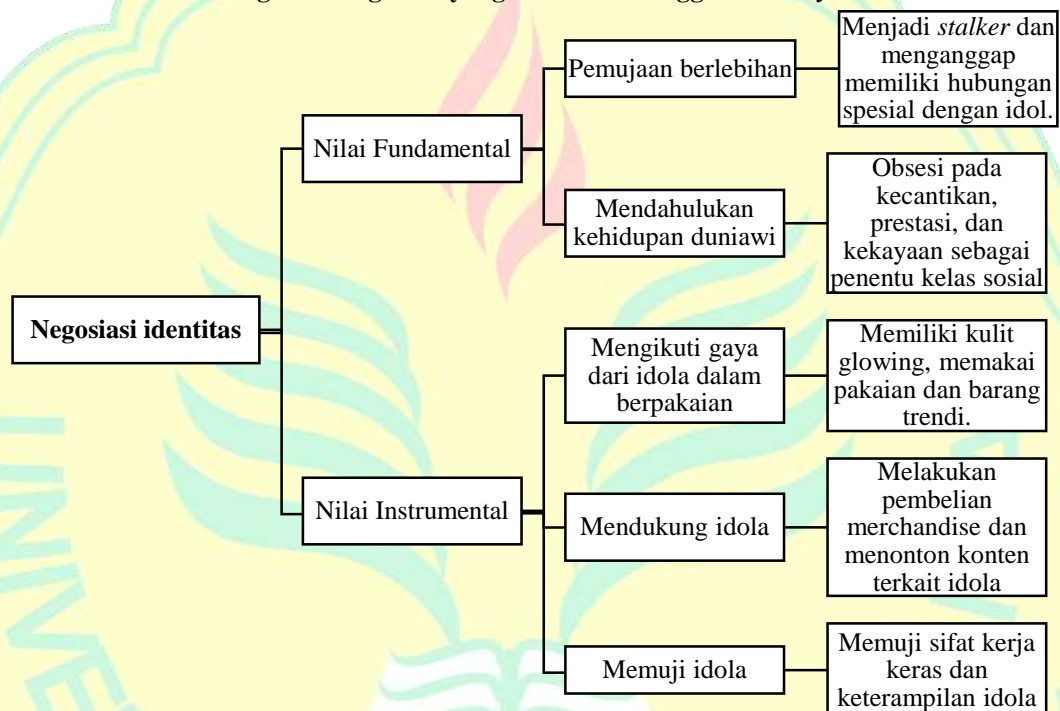 Negosiasi identitas
Nilai Fundamental
Pemujaan berlebihan
Menjadi stalker dan
menganggap
memiliki hubungan
spesial dengan idol.
Mendahulukan
kehidupan duniawi
Obsesi pada
kecantikan,
prestasi, dan
kekayaan sebagai
penentu kelas sosial
Nilai Instrumental
Mengikuti gaya
dari idola dalam
berpakaian
Memiliki kulit
glowing, memakai
pakaian dan barang
trendi.
Mendukung idola
Melakukan
pembelian
merchandise dan
menonton konten
terkait idola
Memuji idola
Memuji sifat kerja
keras dan
keterampilan idola